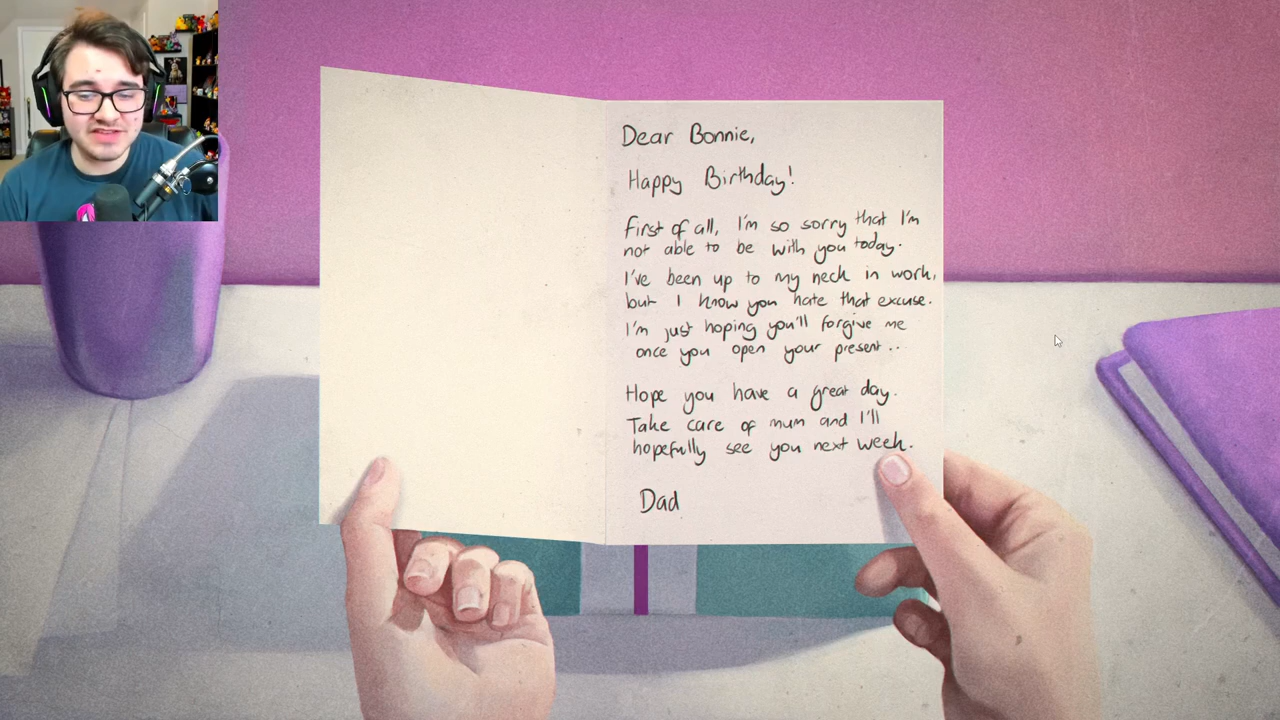 Dear Bonnie,
Happy Birthday!
First of all, I'm so sorry that I'm
not able to be with you today.
I've been up to my neck in work,
but I know you hate that excuse.
I'm just hoping you'll forgive me
once you open your present...
Hope you have a great day.
Take care of mum and I'll
hopefully see you next week.
Dad